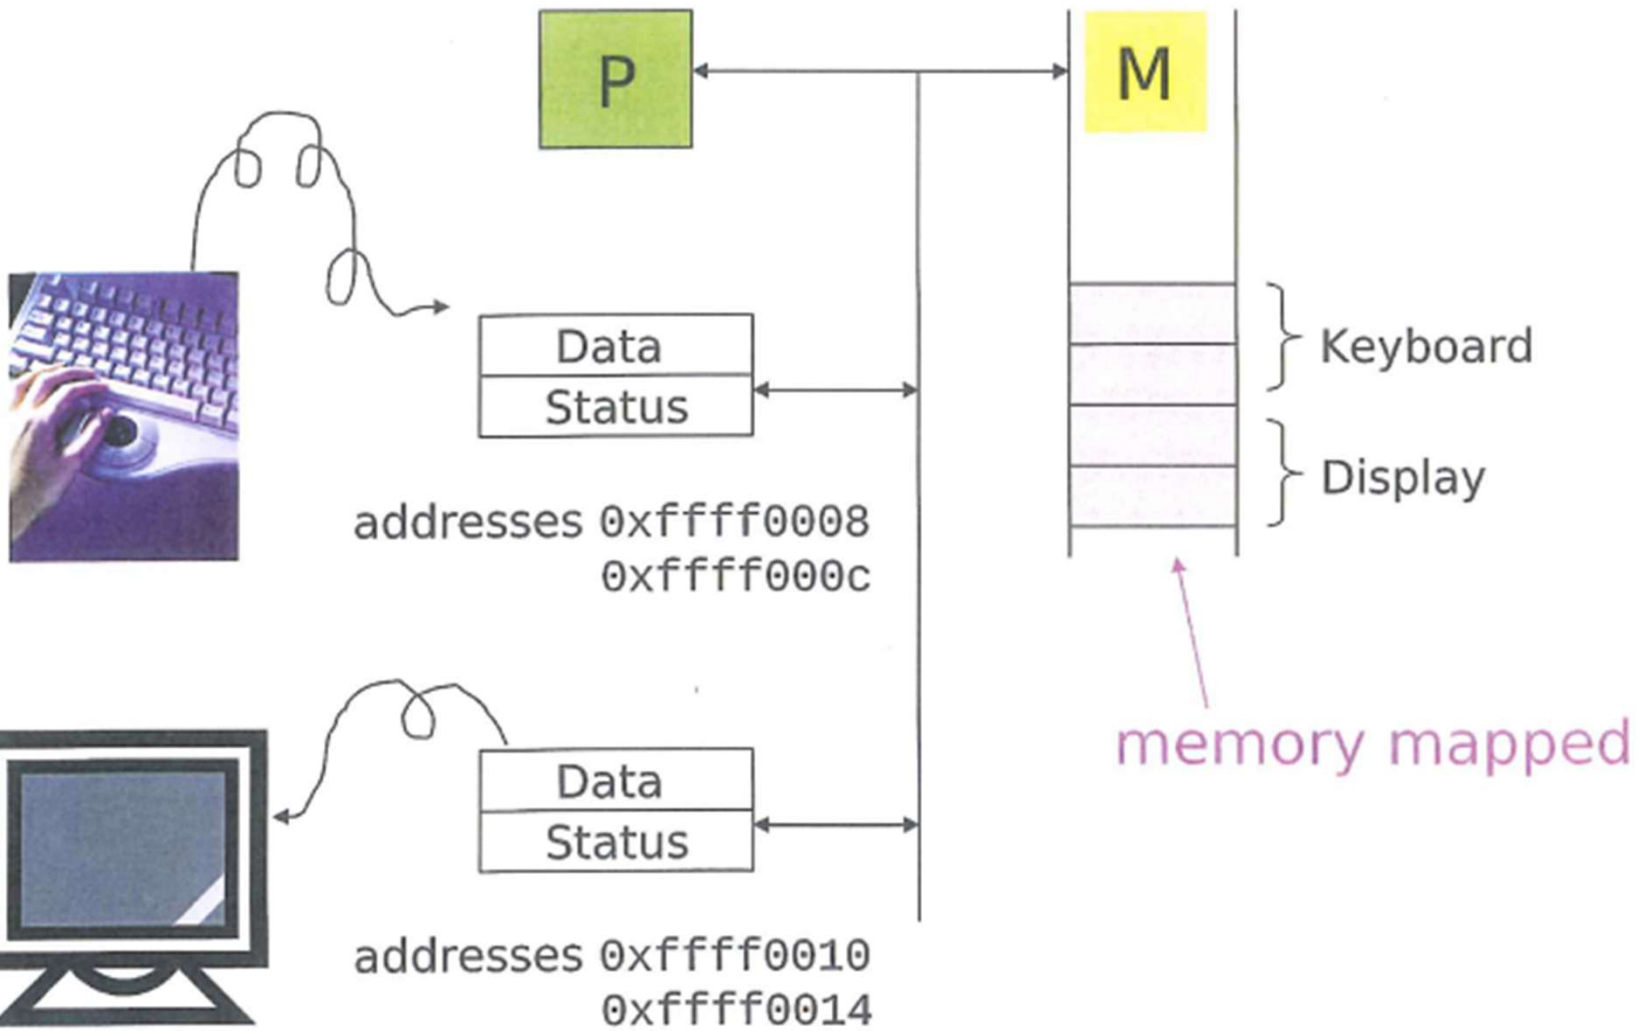 P
M
Data
Status
Keyboard
Display
addresses 0xffff0008
0xffff000c
memory mapped
Data
Status
addresses 0xffff0010
0xffff0014